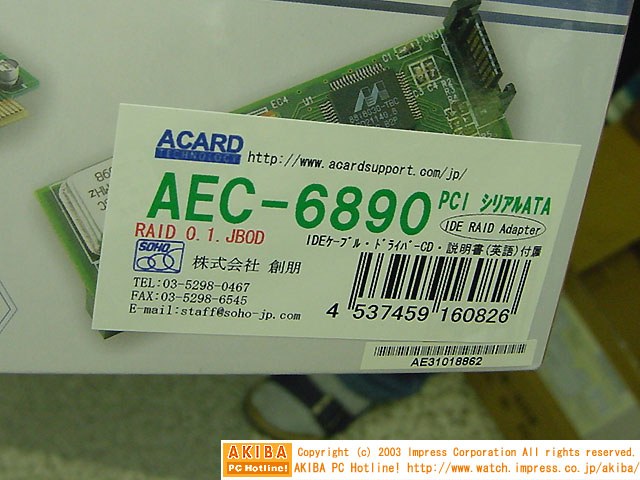 C1
CN3
EC4
U1
ACARD
TECHNOLOGY
http://www.acardsupport.com/jp/
AEC-6890
PCI シリアルATA
IDE RAID Adapter
RAID 0.1.JBOD
IDEケーブル・ドライバーCD・説明書(英語)付属
SOHO
株式会社 創朋
TEL:03-5298-0467
FAX:03-5298-6545
E-mail:staff@soho-jp.com
4 537459 160826
AE31018862
AKIBA
PC Hotline!
Copyright (c) 2003 Impress Corporation All rights reserved.
AKIBA PC Hotline! http://www.watch.impress.co.jp/akiba/